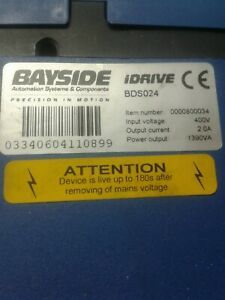 BAYSIDE
Automation Systems & Components
PRECISION IN MOTION
03340604110899
iDRIVE CE
BDS024
Item number: 0000800034
Input voltage: 400V
Output current: 2.0A
Power output: 1390VA
ATTENTION
Device is live up to 180s after
removing of mains voltage